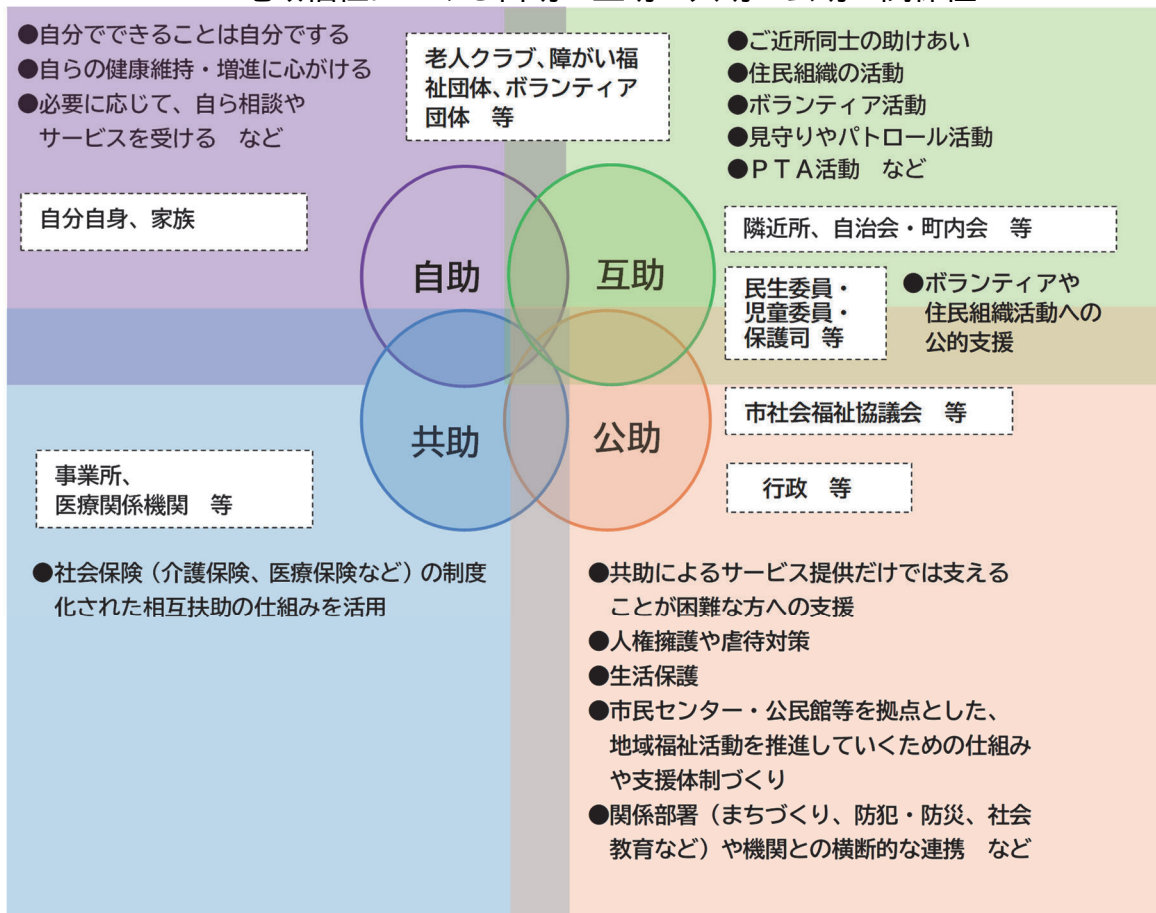 ●自分でできることは自分でする
●自らの健康維持・増進に心がける
●必要に応じて、自ら相談や
サービスを受ける　など
老人クラブ、障がい福
祉団体、ボランティア
団体　等
●ご近所同士の助けあい
●住民組織の活動
●ボランティア活動
●見守りやパトロール活動
●ＰＴＡ活動　など
自分自身、家族
隣近所、自治会・町内会　等
自助
互助
民生委員・
児童委員・
保護司 等
●ボランティアや
住民組織活動への
公的支援
共助
公助
市社会福祉協議会　等
行政　等
事業所、
医療関係機関　等
●社会保険（介護保険、医療保険など）の制度
化された相互扶助の仕組みを活用
●共助によるサービス提供だけでは支える
ことが困難な方への支援
●人権擁護や虐待対策
●生活保護
●市民センター・公民館等を拠点とした、
地域福祉活動を推進していくための仕組み
や支援体制づくり
●関係部署（まちづくり、防犯・防災、社会
教育など）や機関との横断的な連携　など